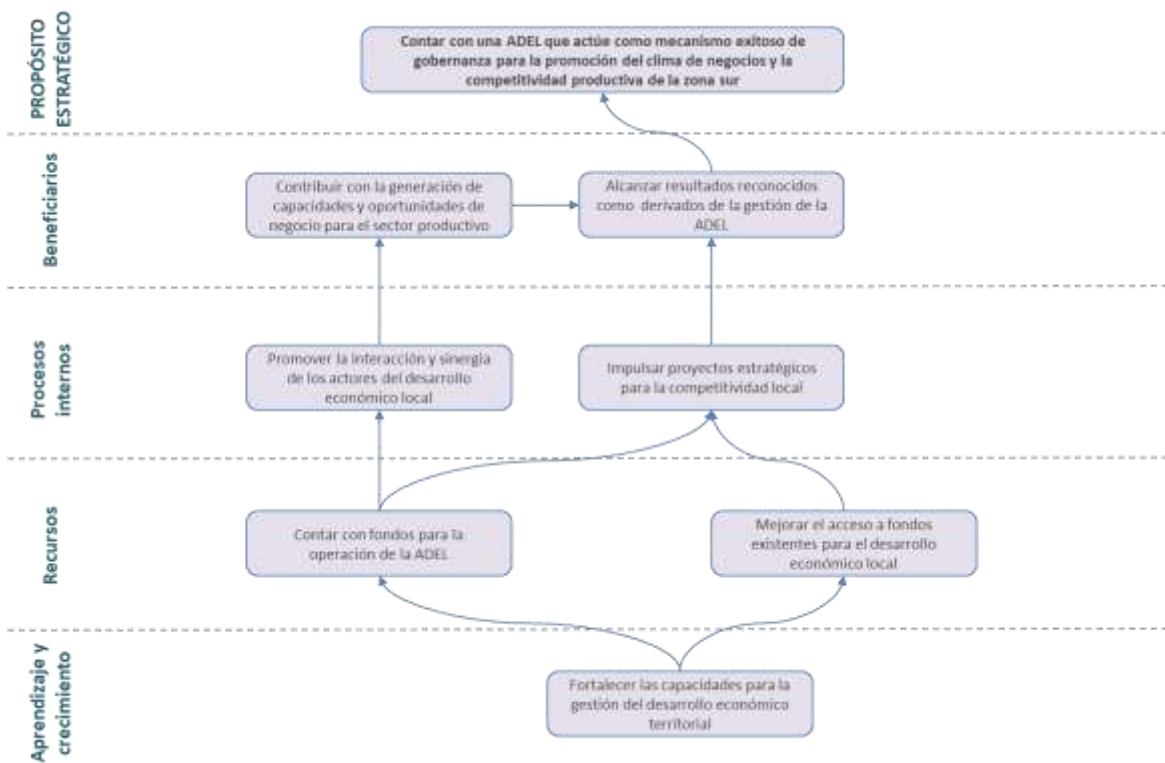 PROPÓSITO
ESTRATÉGICO
Contar con una ADEL que actúe como mecanismo exitoso de
gobernanza para la promoción del clima de negocios y la
competitividad productiva de la zona sur
Beneficiarios
Contribuir con la generación de
capacidades y oportunidades de
negocio para el sector productivo
Alcanzar resultados reconocidos
como derivados de la gestión de la
ADEL
Procesos
internos
Promover la interacción y sinergia
de los actores del desarrollo
económico local
Impulsar proyectos estratégicos
para la competitividad local
Recursos
Contar con fondos para la
operación de la ADEL
Mejorar el acceso a fondos
existentes para el desarrollo
económico local
Aprendizaje y
crecimiento
Fortalecer las capacidades para la
gestión del desarrollo económico
territorial